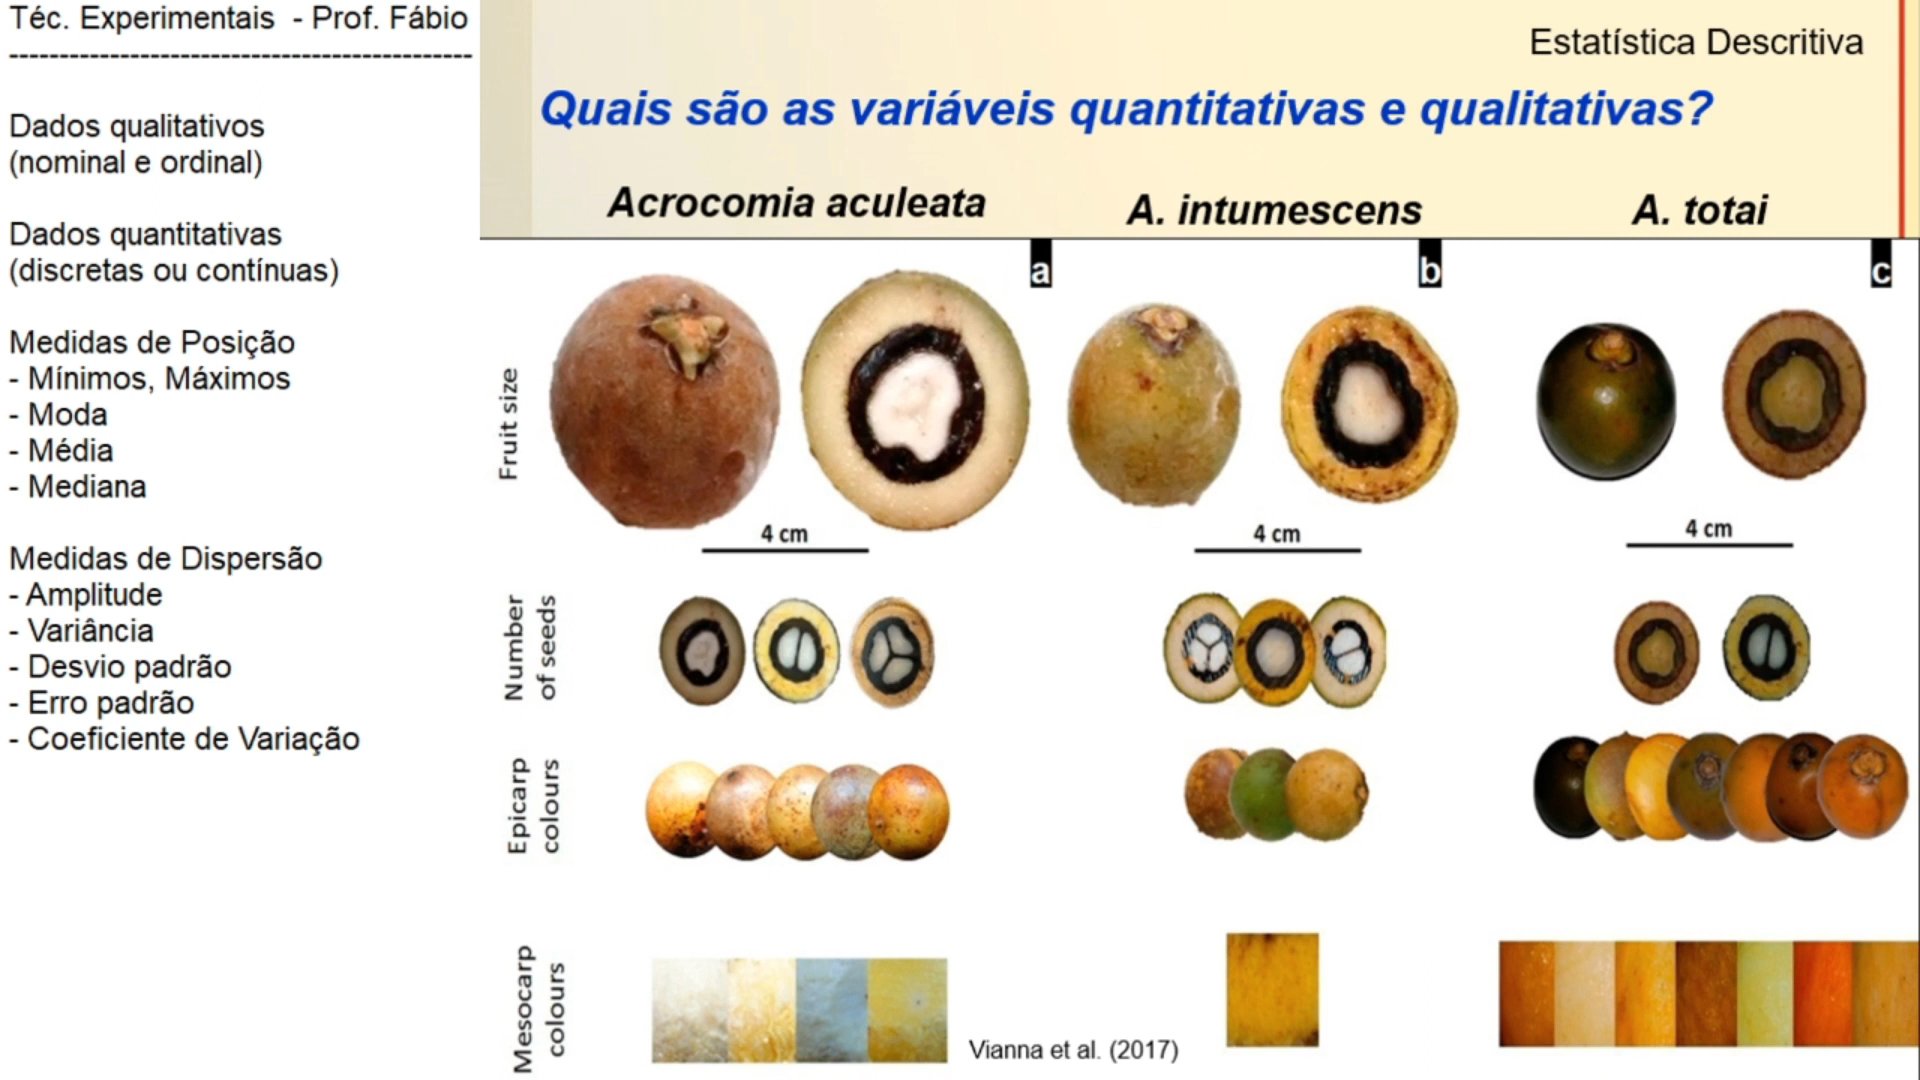 Téc. Experimentais - Prof. Fábio
----------------------------------------------
Dados qualitativos
(nominal e ordinal)
Dados quantitativas
(discretas ou contínuas)
Medidas de Posição
- Mínimos, Máximos
- Moda
- Média
- Mediana
Medidas de Dispersão
- Amplitude
- Variância
- Desvio padrão
- Erro padrão
- Coeficiente de Variação
Estatística Descritiva
Quais são as variáveis quantitativas e qualitativas?
Acrocomia aculeata
A. intumescens
A. totai
a
b
c
Fruit size
4 cm
4 cm
4 cm
Number
of seeds
Epicarp
colours
Mesocarp
colours
Vianna et al. (2017)